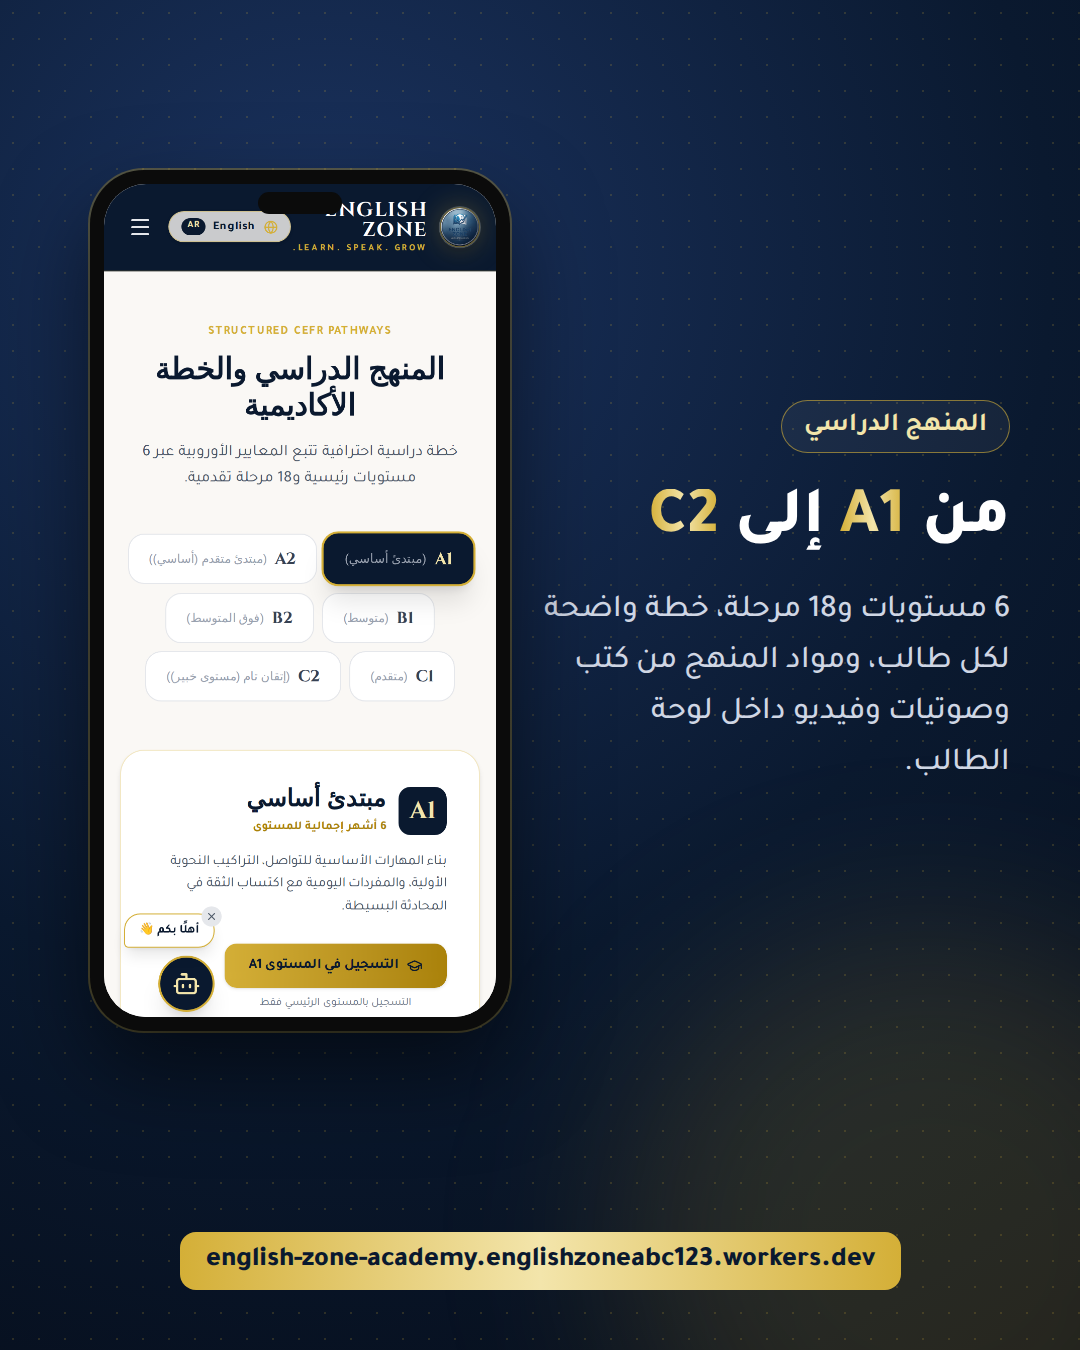 ENGLISH
ZONE
LEARN. SPEAK. GROW.
English
AR
STRUCTURED CEFR PATHWAYS
المنهج الدراسي والخطة
الأكاديمية
خطة دراسية احترافية تتبع المعايير الأوروبية عبر 6
مستويات رئيسية و18 مرحلة تقدمية.
A1 (مبتدئ أساسي)
A2 (مبتدئ متقدم (أساسي))
B1 (متوسط)
B2 (فوق المتوسط)
C1 (متقدم)
C2 (إتقان تام (مستوى خبير))
A1
مبتدئ أساسي
6 أشهر إجمالية للمستوى
بناء المهارات الأساسية للتواصل، التراكيب النحوية
الأولية، والمفردات اليومية مع اكتساب الثقة في
المحادثة البسيطة.
أهلًا بكم 👋
التسجيل في المستوى A1
التسجيل بالمستوى الرئيسي فقط
المنهج الدراسي
من A1 إلى C2
6 مستويات و18 مرحلة، خطة واضحة
لكل طالب، ومواد المنهج من كتب
وصوتيات وفيديو داخل لوحة
الطالب.
english-zone-academy.englishzoneabc123.workers.dev